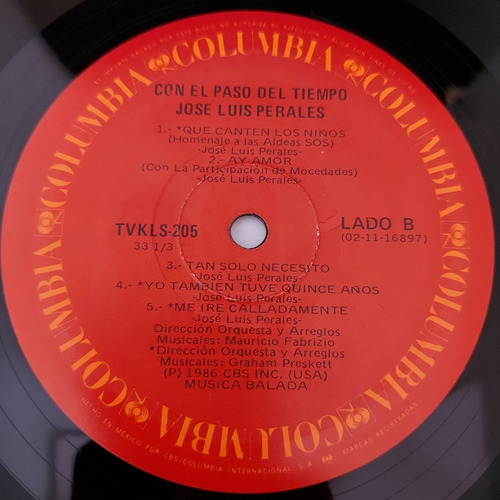 CON EL PASO DEL TIEMPO
JOSE LUIS PERALES
1.- *QUE CANTEN LOS NIÑOS
(Homenaje a las Aldeas SOS)
-José Luis Perales-
2.- AY AMOR
(Con La Participación de Mocedades)
-José Luis Perales-
TVKLS-205
33 1/3
LADO B
(02-11-16897)
3.- TAN SOLO NECESITO
-José Luis Perales-
4.- *YO TAMBIEN TUVE QUINCE AÑOS
-José Luis Perales-
5.- *ME IRE CALLADAMENTE
-José Luis Perales-
Dirección Orquesta y Arreglos
Musicales: Mauricio Fabrizio
*Dirección Orquesta y Arreglos
Musicales: Graham Preskett
(P) 1986 CBS INC. (USA)
MUSICA BALADA
COLUMBIA
COLUMBIA
COLUMBIA
COLUMBIA
COLUMBIA
COLUMBIA
HECHO EN MEXICO POR CBS/COLUMBIA INTERNACIONAL, S.A.
MARCAS REGISTRADAS